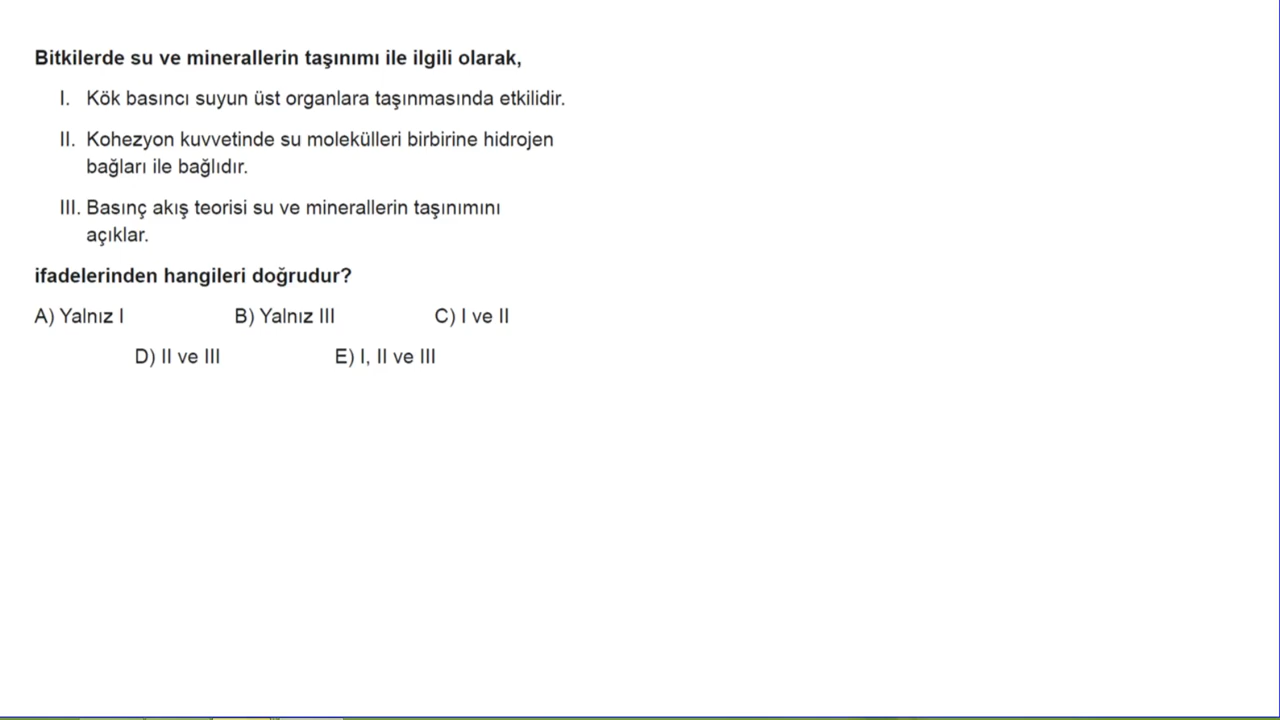 Bitkilerde su ve minerallerin taşınımı ile ilgili olarak,
I. Kök basıncı suyun üst organlara taşınmasında etkilidir.
II. Kohezyon kuvvetinde su molekülleri birbirine hidrojen
bağları ile bağlıdır.
III. Basınç akış teorisi su ve minerallerin taşınımını
açıklar.
ifadelerinden hangileri doğrudur?
A) Yalnız I B) Yalnız III C) I ve II
D) II ve III E) I, II ve III